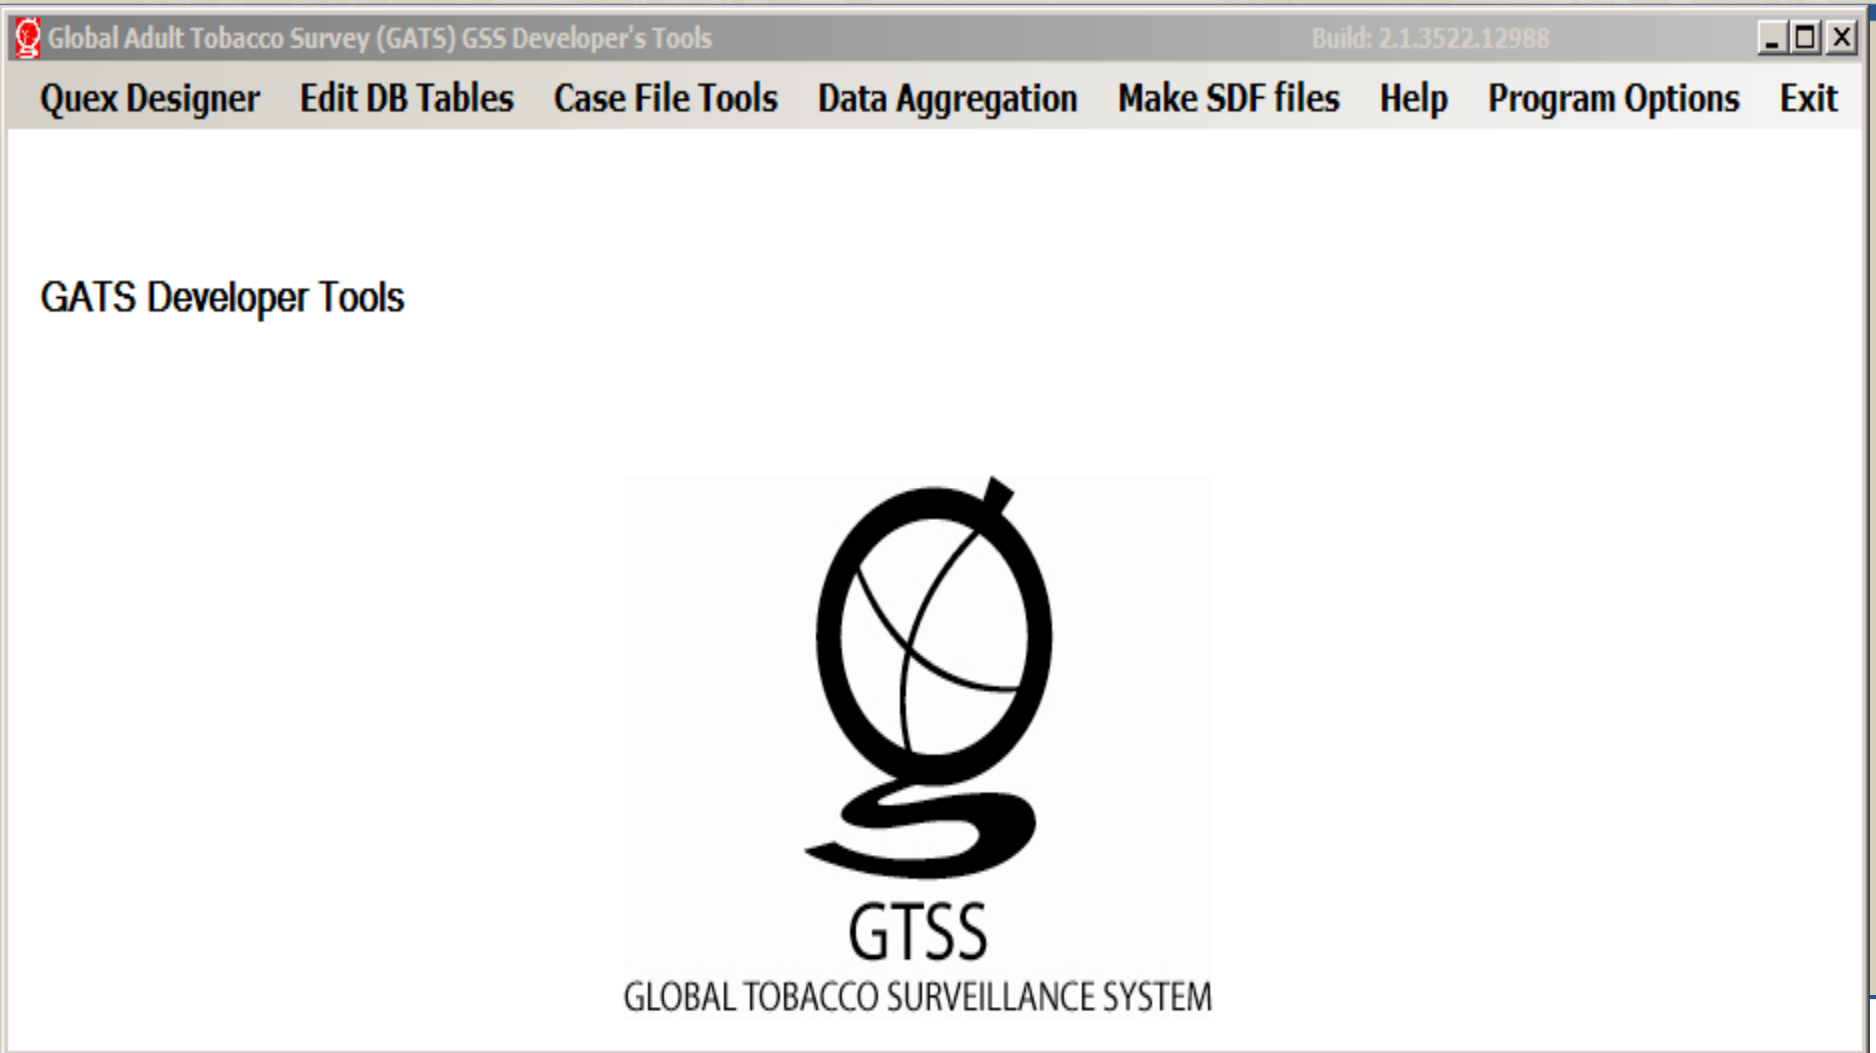 Global Adult Tobacco Survey (GATS) GSS Developer's Tools Build: 2.1.3522.12988
Quex Designer Edit DB Tables Case File Tools Data Aggregation Make SDF files Help Program Options Exit
GATS Developer Tools
GTSS
GLOBAL TOBACCO SURVEILLANCE SYSTEM